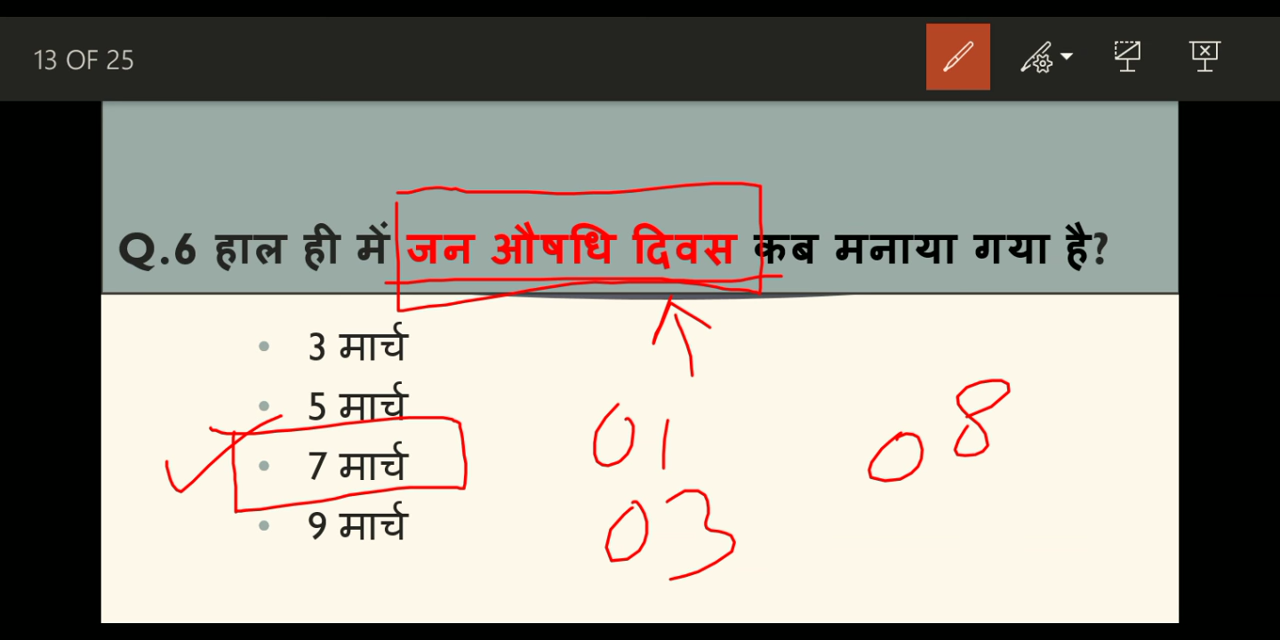 13 OF 25
Q.6 हाल ही में जन औषधि दिवस कब मनाया गया है?
3 मार्च
5 मार्च
7 मार्च
9 मार्च
01
08
03